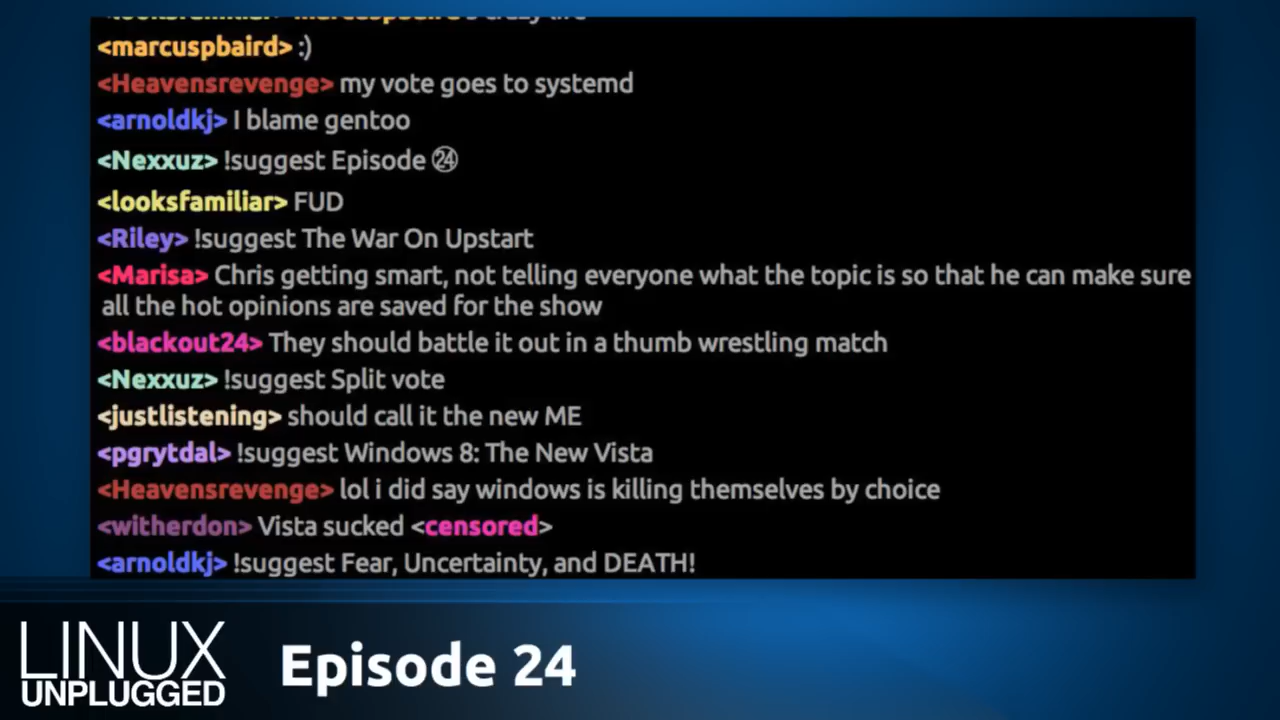 <marcuspbaird> :)
<Heavensrevenge> my vote goes to systemd
<arnoldkj> I blame gentoo
<Nexxuz> !suggest Episode ㉔
<looksfamiliar> FUD
<Riley> !suggest The War On Upstart
<Marisa> Chris getting smart, not telling everyone what the topic is so that he can make sure
all the hot opinions are saved for the show
<blackout24> They should battle it out in a thumb wrestling match
<Nexxuz> !suggest Split vote
<justlistening> should call it the new ME
<pgrytdal> !suggest Windows 8: The New Vista
<Heavensrevenge> lol i did say windows is killing themselves by choice
<witherdon> Vista sucked <censored>
<arnoldkj> !suggest Fear, Uncertainty, and DEATH!
LINUX
UNPLUGGED
Episode 24